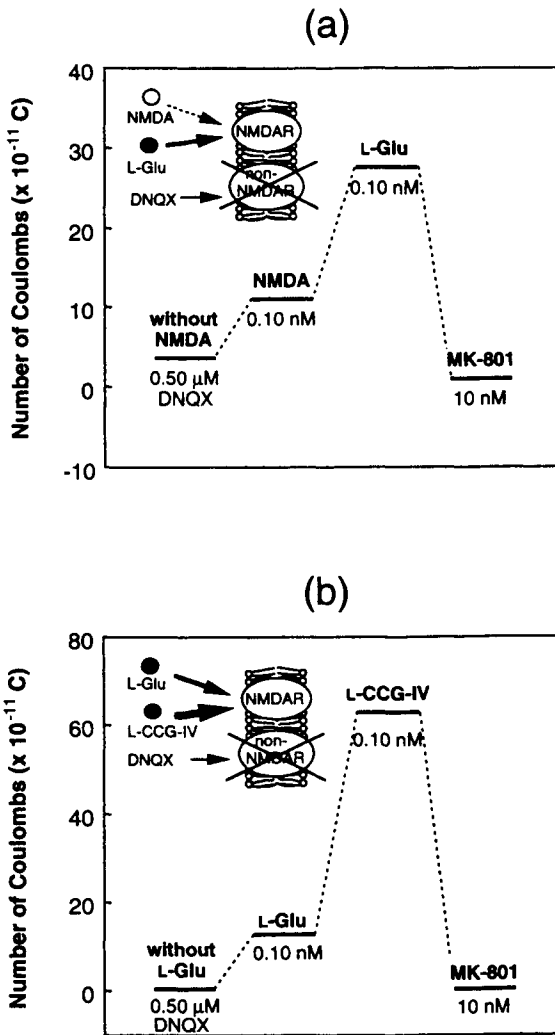 (a)
Number of Coulombs (x 10⁻¹¹ C)
40
30
20
10
0
-10
NMDA
L-Glu
DNQX
NMDAR
non-
NMDAR
without
NMDA
0.50 µM
DNQX
NMDA
0.10 nM
L-Glu
0.10 nM
MK-801
10 nM
(b)
Number of Coulombs (x 10⁻¹¹ C)
80
60
40
20
0
L-Glu
L-CCG-IV
DNQX
NMDAR
non-
NMDAR
without
L-Glu
0.50 µM
DNQX
L-Glu
0.10 nM
L-CCG-IV
0.10 nM
MK-801
10 nM